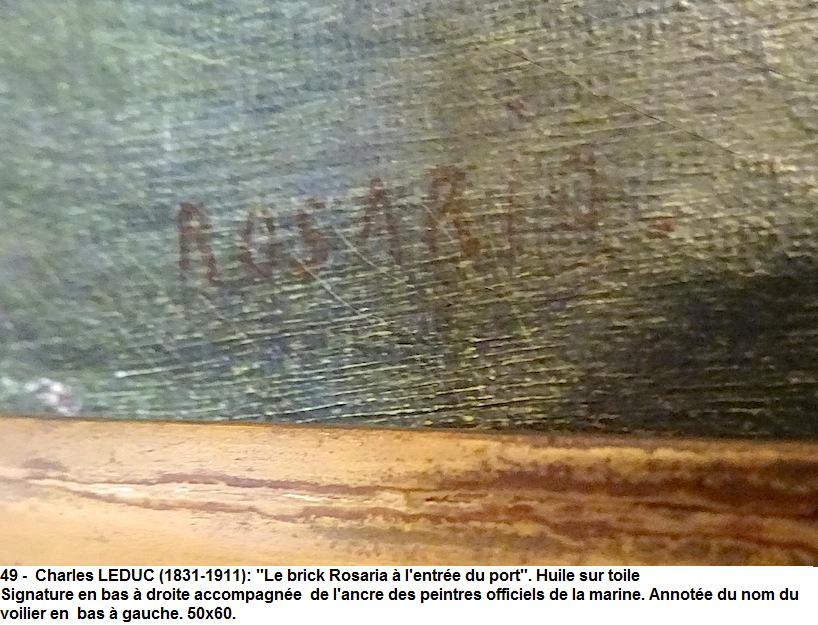 ROSARIO.
49 - Charles LEDUC (1831-1911): "Le brick Rosaria à l'entrée du port". Huile sur toile
Signature en bas à droite accompagnée de l'ancre des peintres officiels de la marine. Annotée du nom du
voilier en bas à gauche. 50x60.